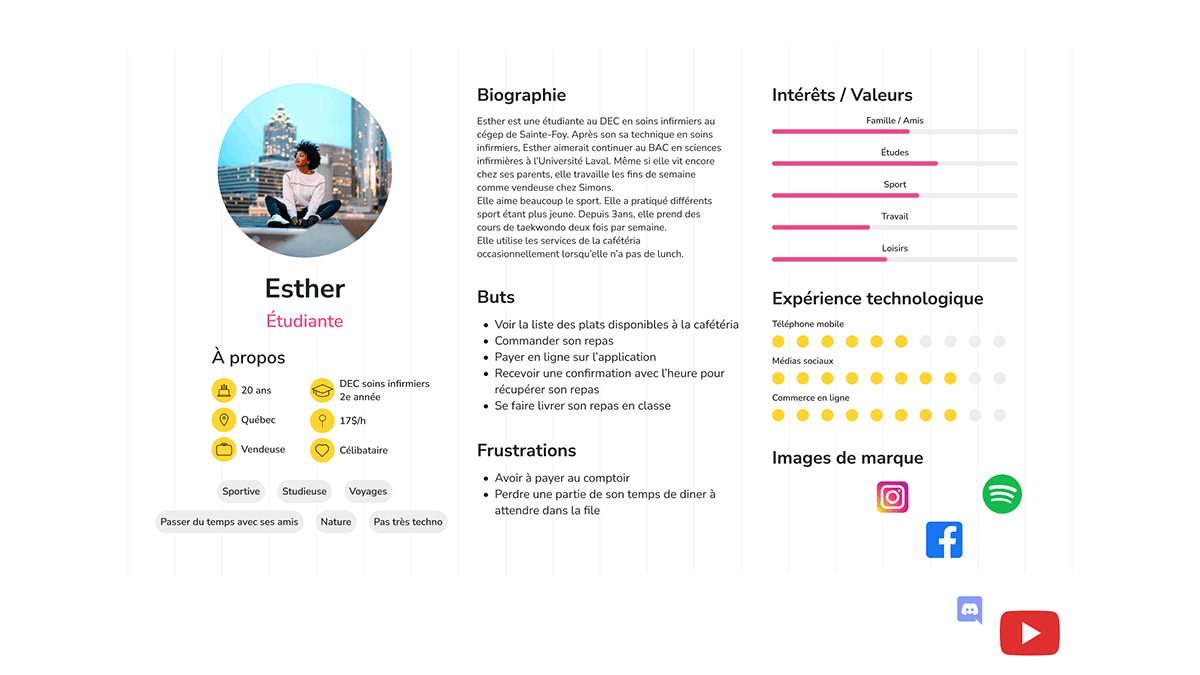 Esther
Étudiante
À propos
20 ans
DEC soins infirmiers
2e année
Québec
17$/h
Vendeuse
Célibataire
Sportive
Studieuse
Voyages
Passer du temps avec ses amis
Nature
Pas très techno
Biographie
Esther est une étudiante au DEC en soins infirmiers au
cégep de Sainte-Foy. Après son sa technique en soins
infirmiers, Esther aimerait continuer au BAC en sciences
infirmières à l'Université Laval. Même si elle vit encore
chez ses parents, elle travaille les fins de semaine
comme vendeuse chez Simons.
Elle aime beaucoup le sport. Elle a pratiqué différents
sport étant plus jeune. Depuis 3ans, elle prend des
cours de taekwondo deux fois par semaine.
Elle utilise les services de la cafétéria
occasionnellement lorsqu'elle n'a pas de lunch.
Buts
• Voir la liste des plats disponibles à la cafétéria
• Commander son repas
• Payer en ligne sur l'application
• Recevoir une confirmation avec l'heure pour
récupérer son repas
• Se faire livrer son repas en classe
Frustrations
• Avoir à payer au comptoir
• Perdre une partie de son temps de diner à
attendre dans la file
Intérêts / Valeurs
Famille / Amis
Études
Sport
Travail
Loisirs
Expérience technologique
Téléphone mobile
Médias sociaux
Commerce en ligne
Images de marque